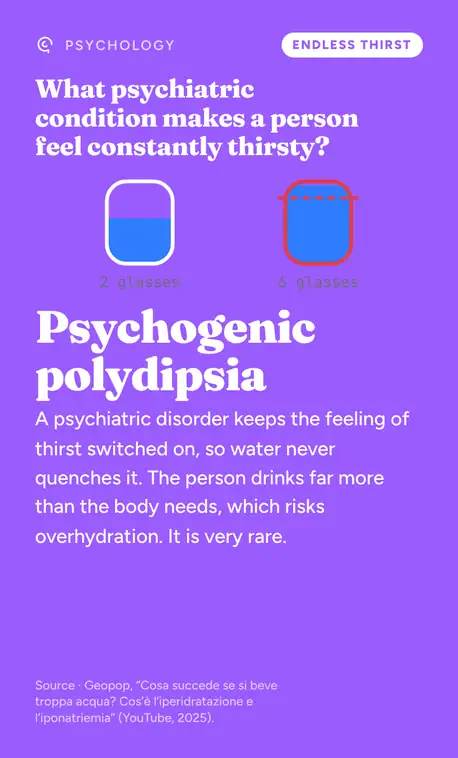 PSYCHOLOGY
ENDLESS THIRST
What psychiatric
condition makes a person
feel constantly thirsty?
2 glasses
6 glasses
Psychogenic
polydipsia
A psychiatric disorder keeps the feeling of
thirst switched on, so water never
quenches it. The person drinks far more
than the body needs, which risks
overhydration. It is very rare.
Source · Geopop, “Cosa succede se si beve
troppa acqua? Cos’è l’iperidratazione e
l’iponatriemia” (YouTube, 2025).